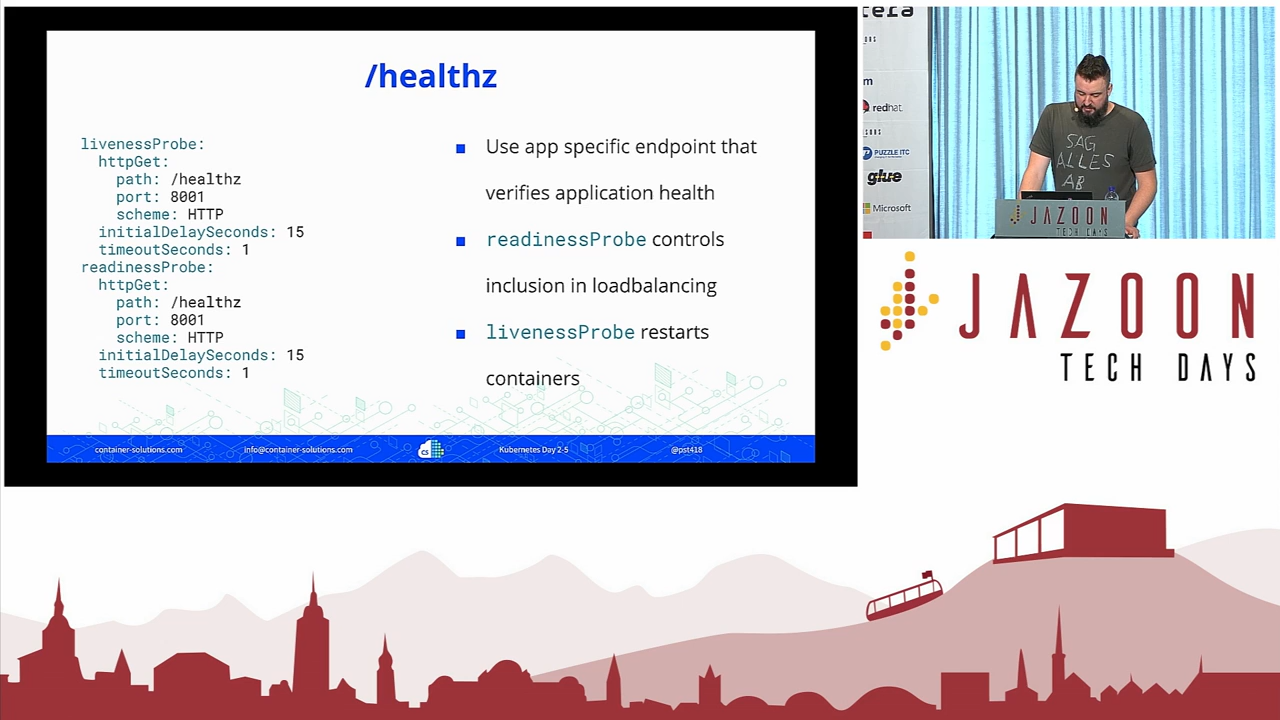 /healthz
livenessProbe:
httpGet:
path: /healthz
port: 8001
scheme: HTTP
initialDelaySeconds: 15
timeoutSeconds: 1
readinessProbe:
httpGet:
path: /healthz
port: 8001
scheme: HTTP
initialDelaySeconds: 15
timeoutSeconds: 1
Use app specific endpoint that
verifies application health
readinessProbe controls
inclusion in loadbalancing
livenessProbe restarts
containers
container-solutions.com
info@container-solutions.com
cs
Kubernetes Day 2-5
@pst418
redhat.
PUZZLE ITC
glue
Microsoft
SAG
ALLES
AB
JAZOON
TECH DAYS
JAZOON
TECH DAYS